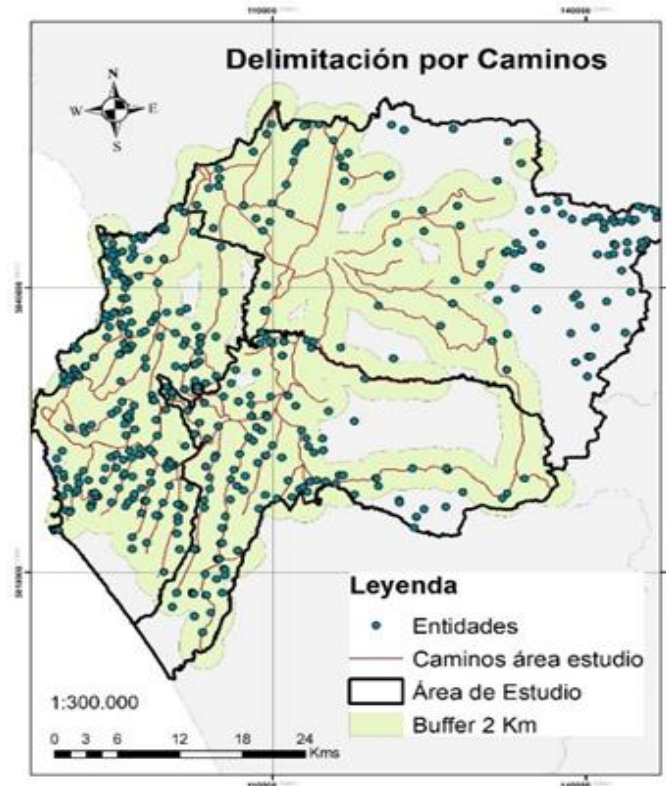 Delimitación por Caminos
N
W E
S
Leyenda
Entidades
Caminos área estudio
Área de Estudio
Buffer 2 Km
1:300.000
0 3 6 12 18 24
Kms